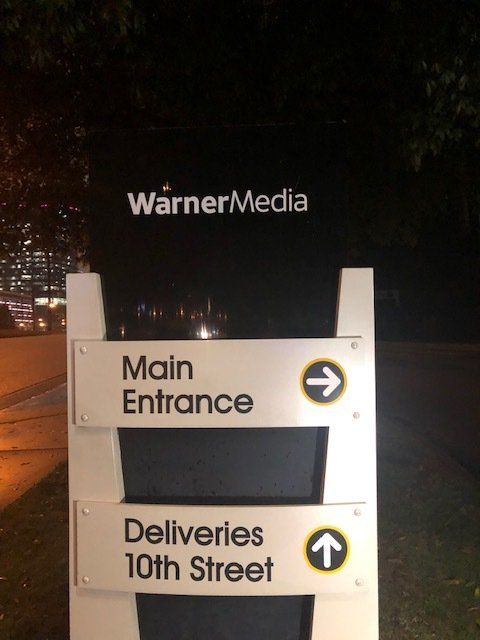 WarnerMedia
Main
Entrance
Deliveries
10th Street